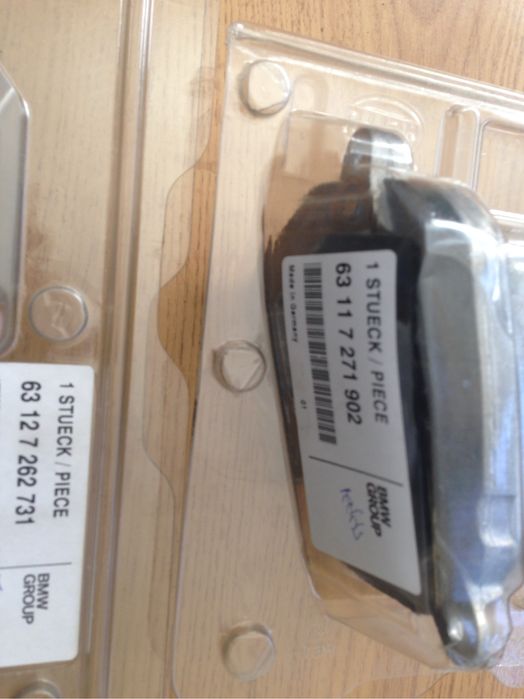 1 STUECK / PIECE
63 11 7 271 902
Made in Germany
01
BMW
GROUP
1 STUECK / PIECE
63 12 7 262 731
BMW
GROUP